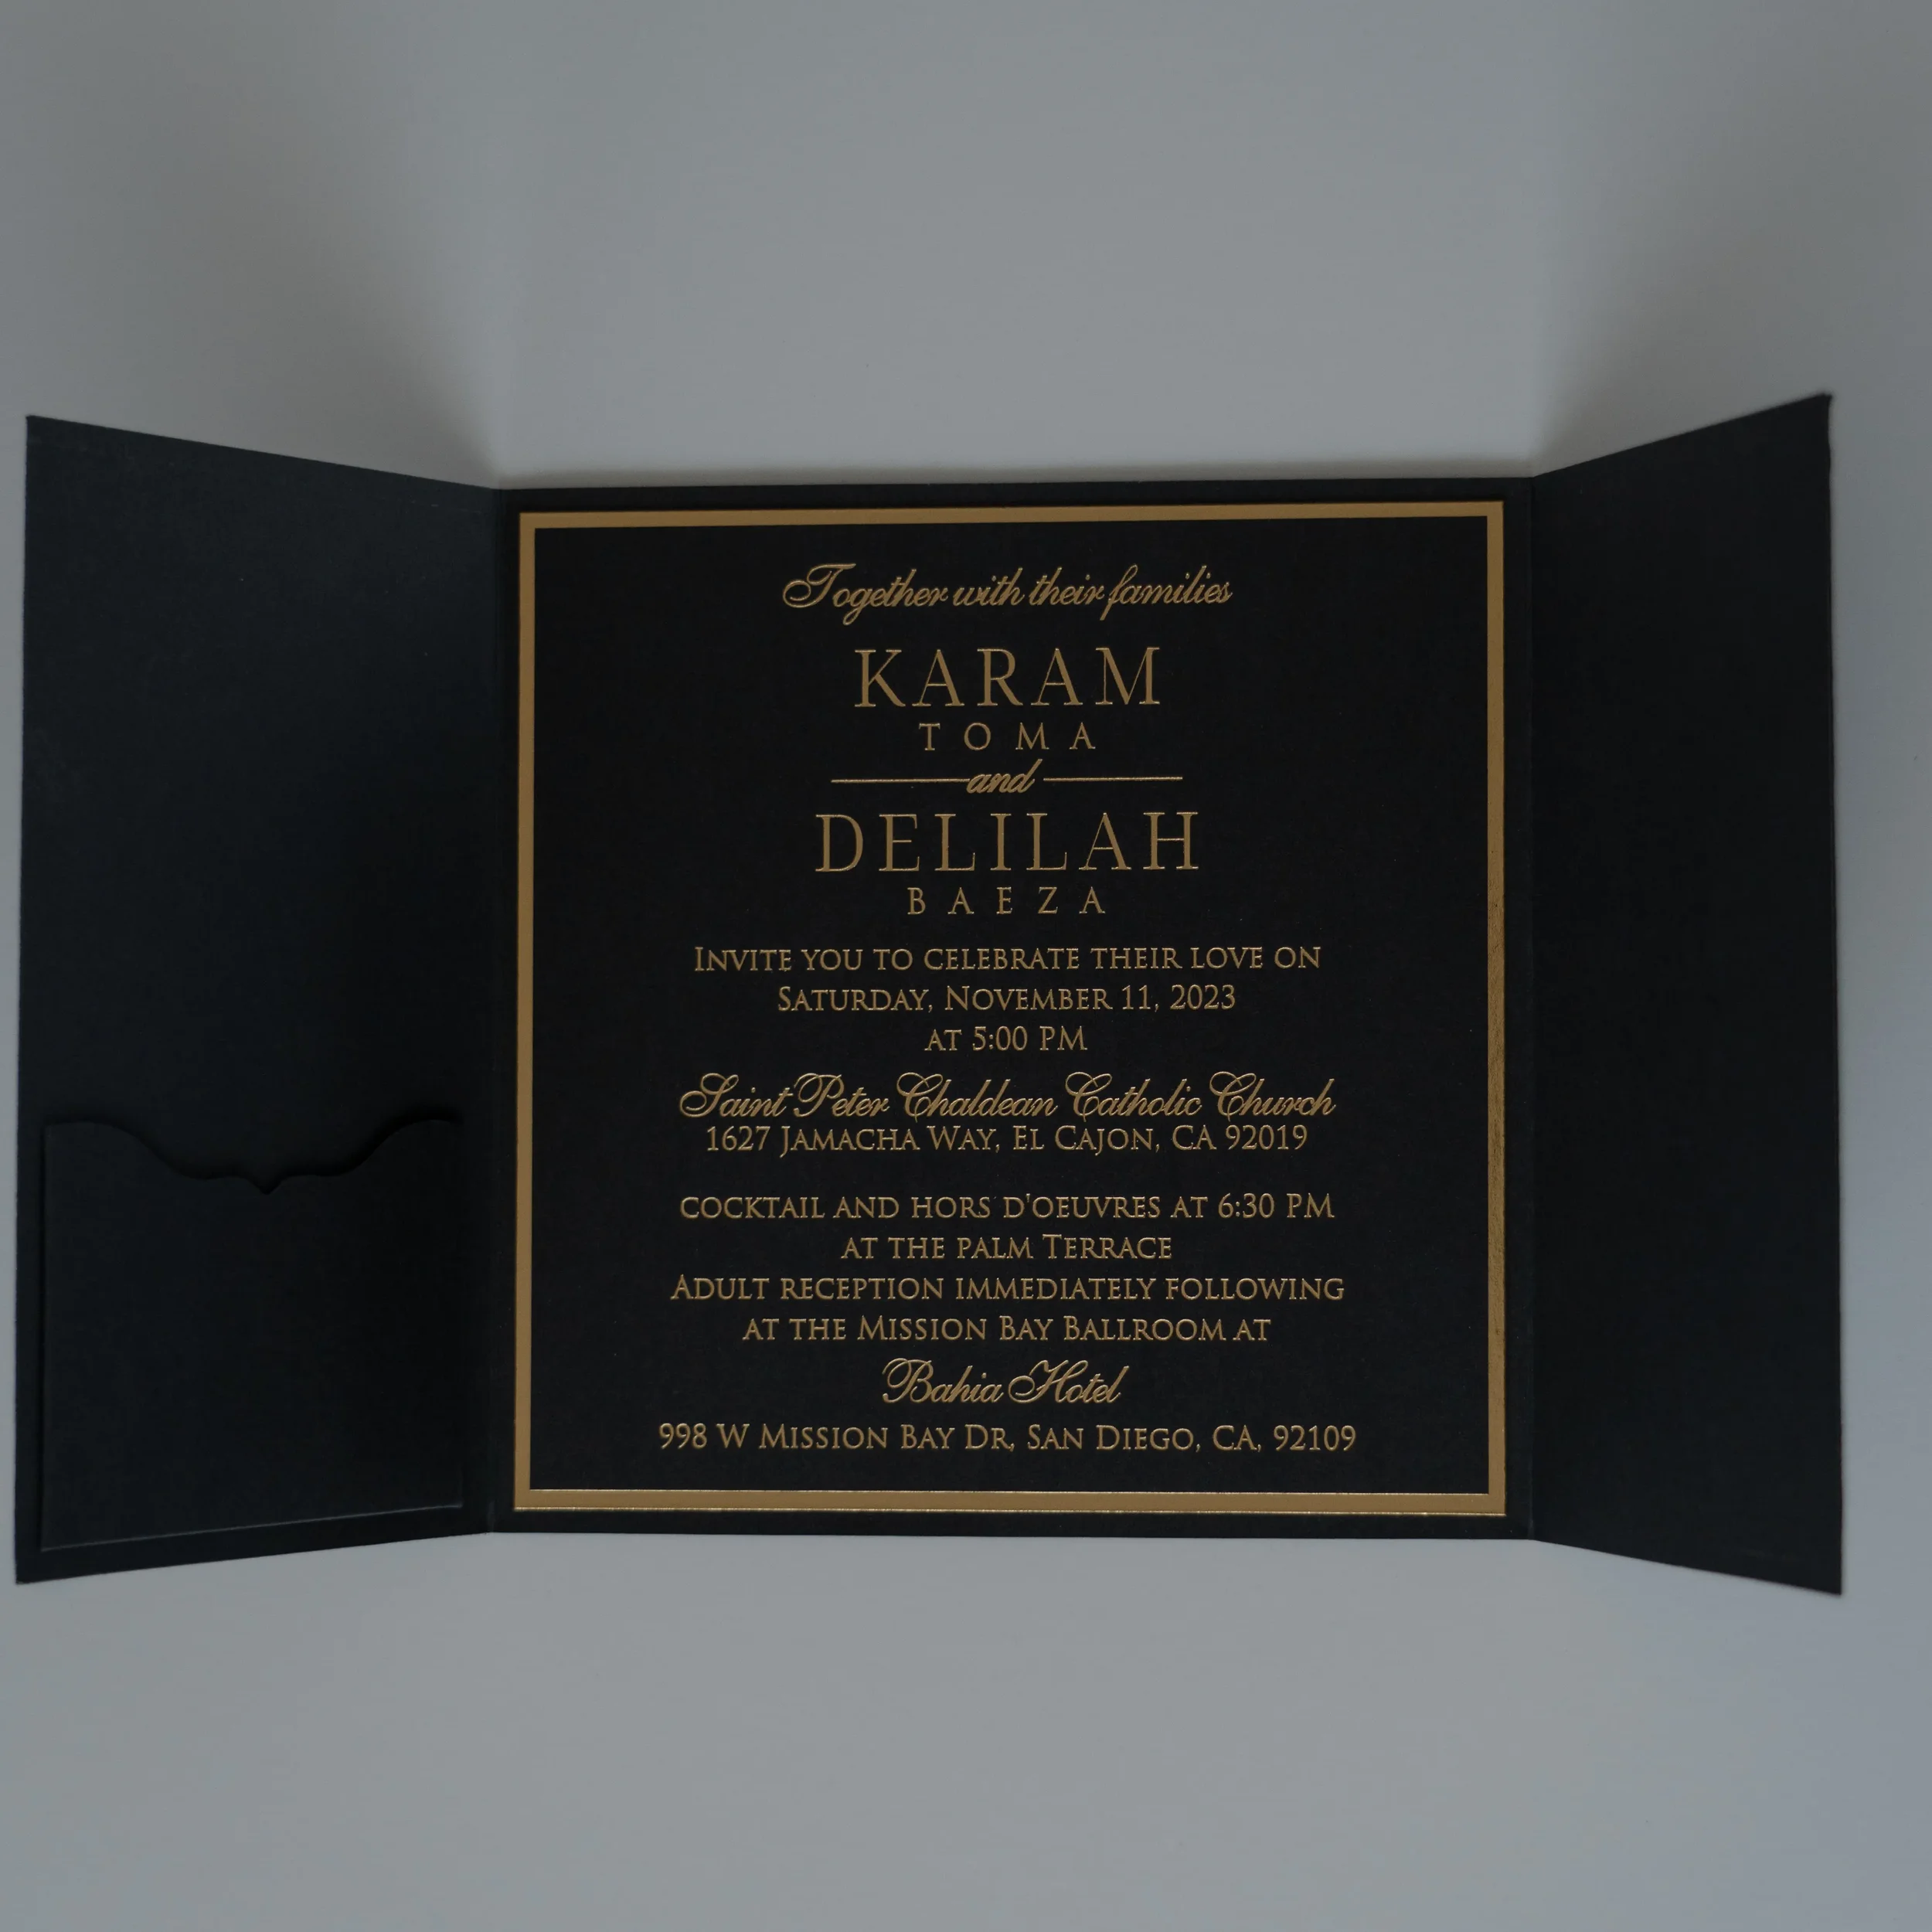 Together with their families
KARAM
TOMA
and
DELILAH
BAEZA
INVITE YOU TO CELEBRATE THEIR LOVE ON
SATURDAY, NOVEMBER 11, 2023
AT 5:00 PM
Saint Peter Chaldean Catholic Church
1627 JAMACHA WAY, EL CAJON, CA 92019
COCKTAIL AND HORS D'OEUVRES AT 6:30 PM
AT THE PALM TERRACE
ADULT RECEPTION IMMEDIATELY FOLLOWING
AT THE MISSION BAY BALLROOM AT
Bahia Hotel
998 W MISSION BAY DR, SAN DIEGO, CA, 92109